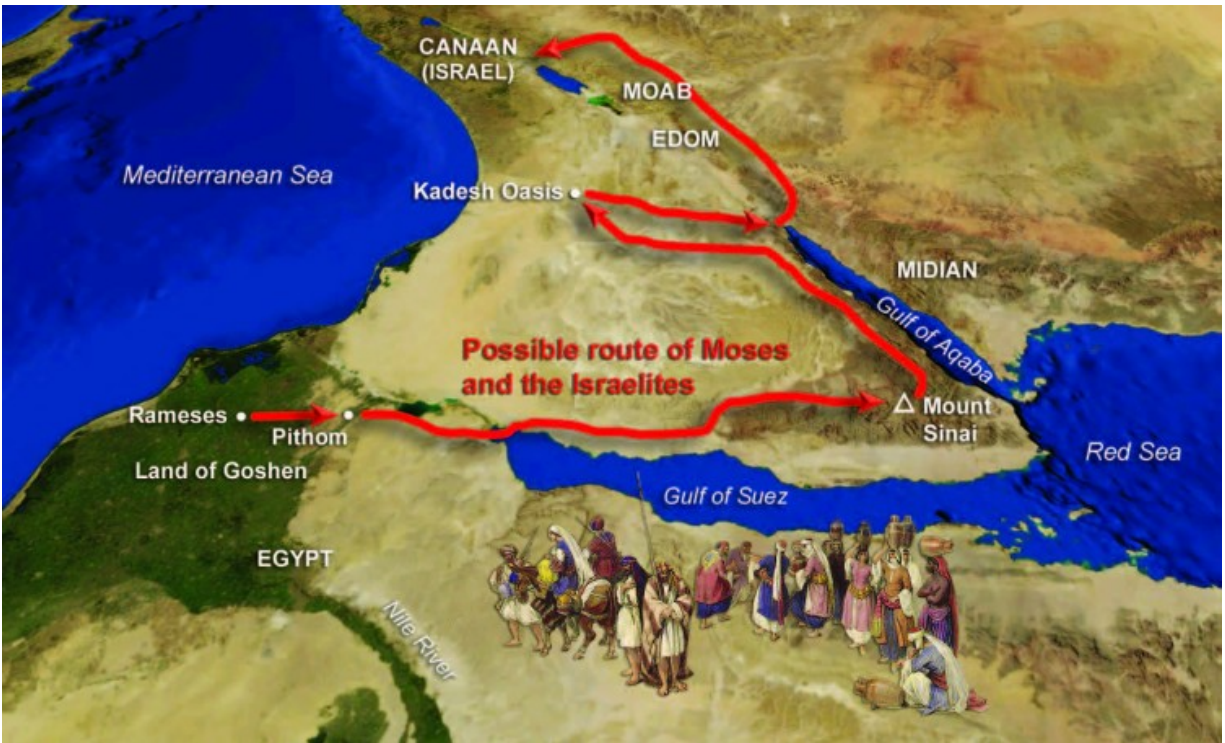 CANAAN
(ISRAEL)
MOAB
EDOM
Mediterranean Sea
Kadesh Oasis
MIDIAN
Gulf of Aqaba
Possible route of Moses
and the Israelites
Rameses
Pithom
Mount
Sinai
Land of Goshen
Red Sea
Gulf of Suez
EGYPT
Nile River